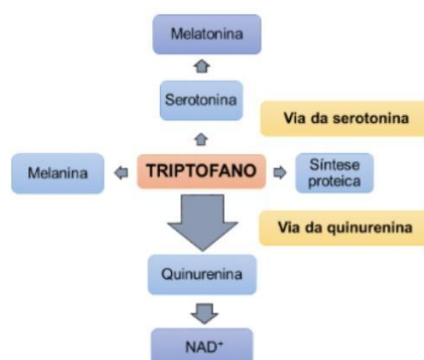 Melatonina
Serotonina
Via da serotonina
Melanina
TRIPTOFANO
Síntese
proteica
Via da quinurenina
Quinurenina
NAD⁺